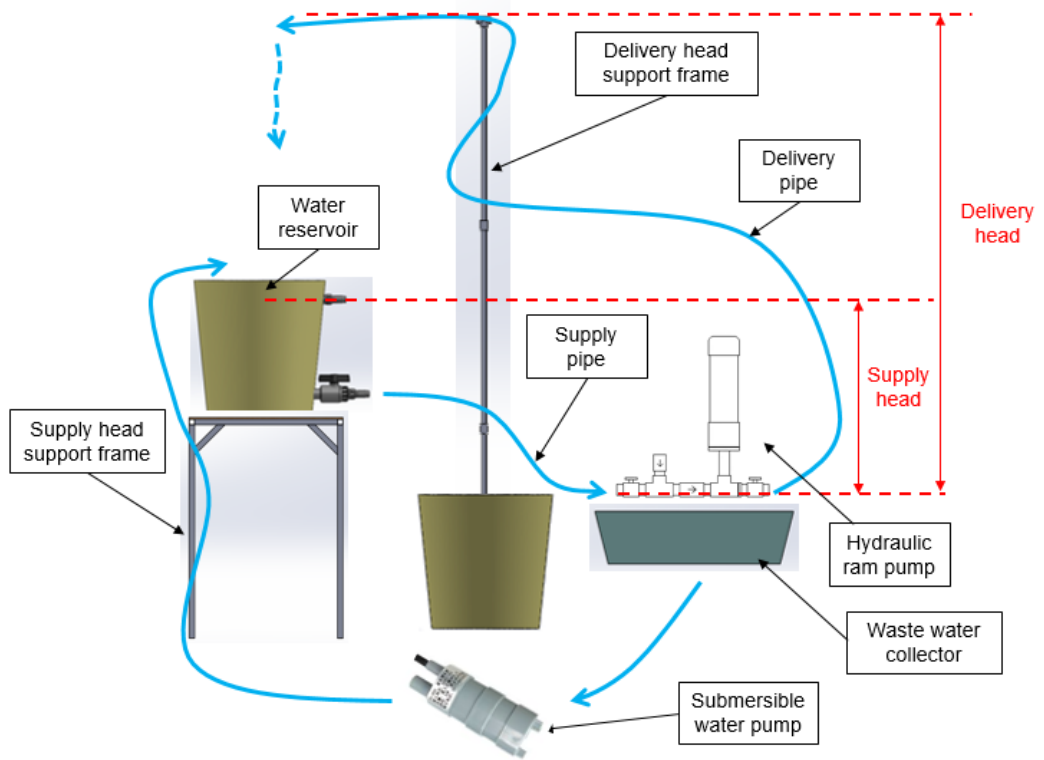 Delivery head
support frame
Delivery
pipe
Water
reservoir
Delivery
head
Supply
pipe
Supply
head
Supply head
support frame
Hydraulic
ram pump
Waste water
collector
Submersible
water pump